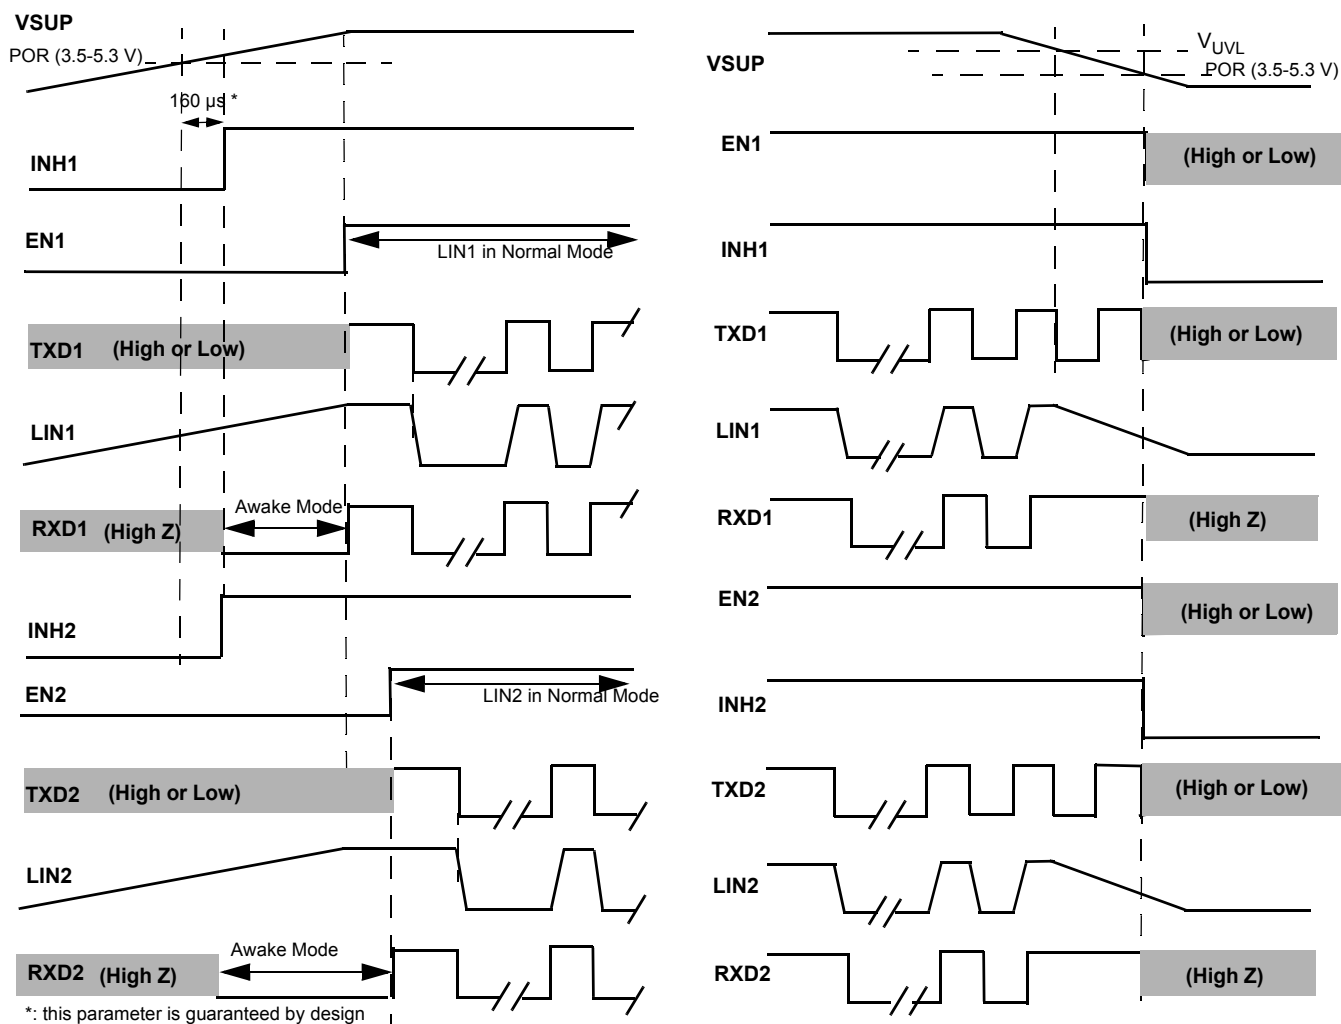 VSUP
POR (3.5-5.3 V)
160 µs *
INH1
EN1
LIN1 in Normal Mode
TXD1 (High or Low)
LIN1
Awake Mode
RXD1 (High Z)
INH2
EN2
LIN2 in Normal Mode
TXD2 (High or Low)
LIN2
Awake Mode
RXD2 (High Z)
*: this parameter is guaranteed by design
VUVL
VSUP
POR (3.5-5.3 V)
EN1
(High or Low)
INH1
TXD1
(High or Low)
LIN1
RXD1
(High Z)
EN2
(High or Low)
INH2
TXD2
(High or Low)
LIN2
RXD2
(High Z)